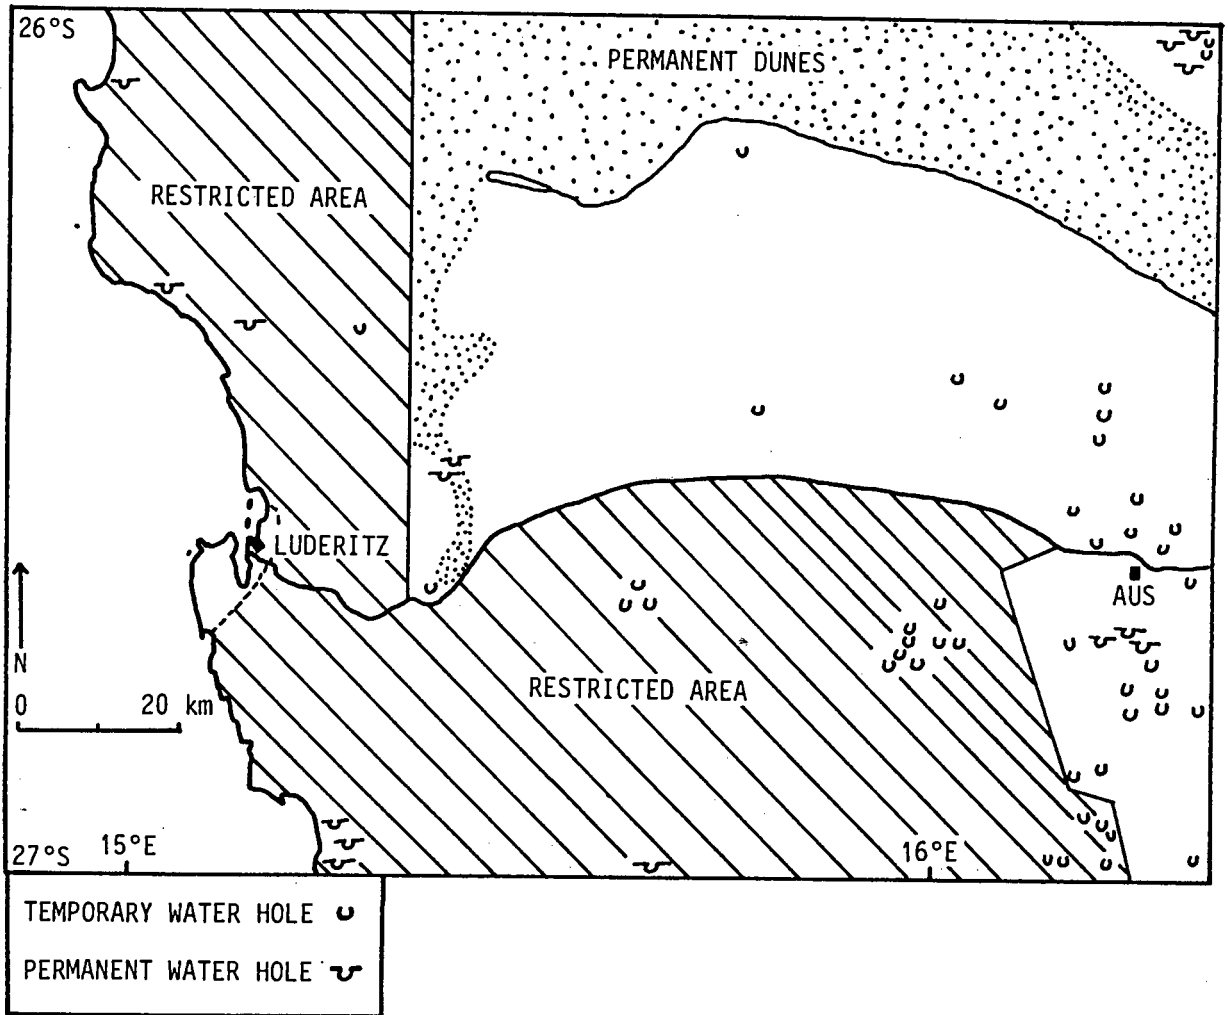 26°S
PERMANENT DUNES
RESTRICTED AREA
LUDERITZ
AUS
N
0 20 km
RESTRICTED AREA
27°S 15°E 16°E
TEMPORARY WATER HOLE
PERMANENT WATER HOLE